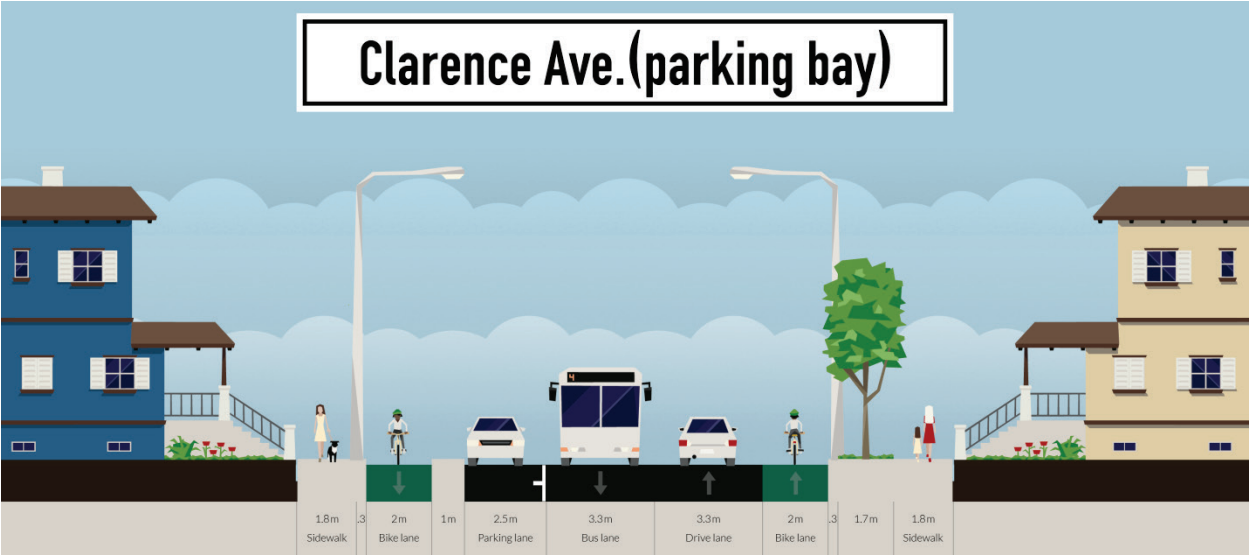 Clarence Ave.(parking bay)
4
1.8m .3 2m 1m 2.5m 3.3m 3.3m 2m .3 1.7m 1.8m
Sidewalk Bike lane Parking lane Bus lane Drive lane Bike lane Sidewalk